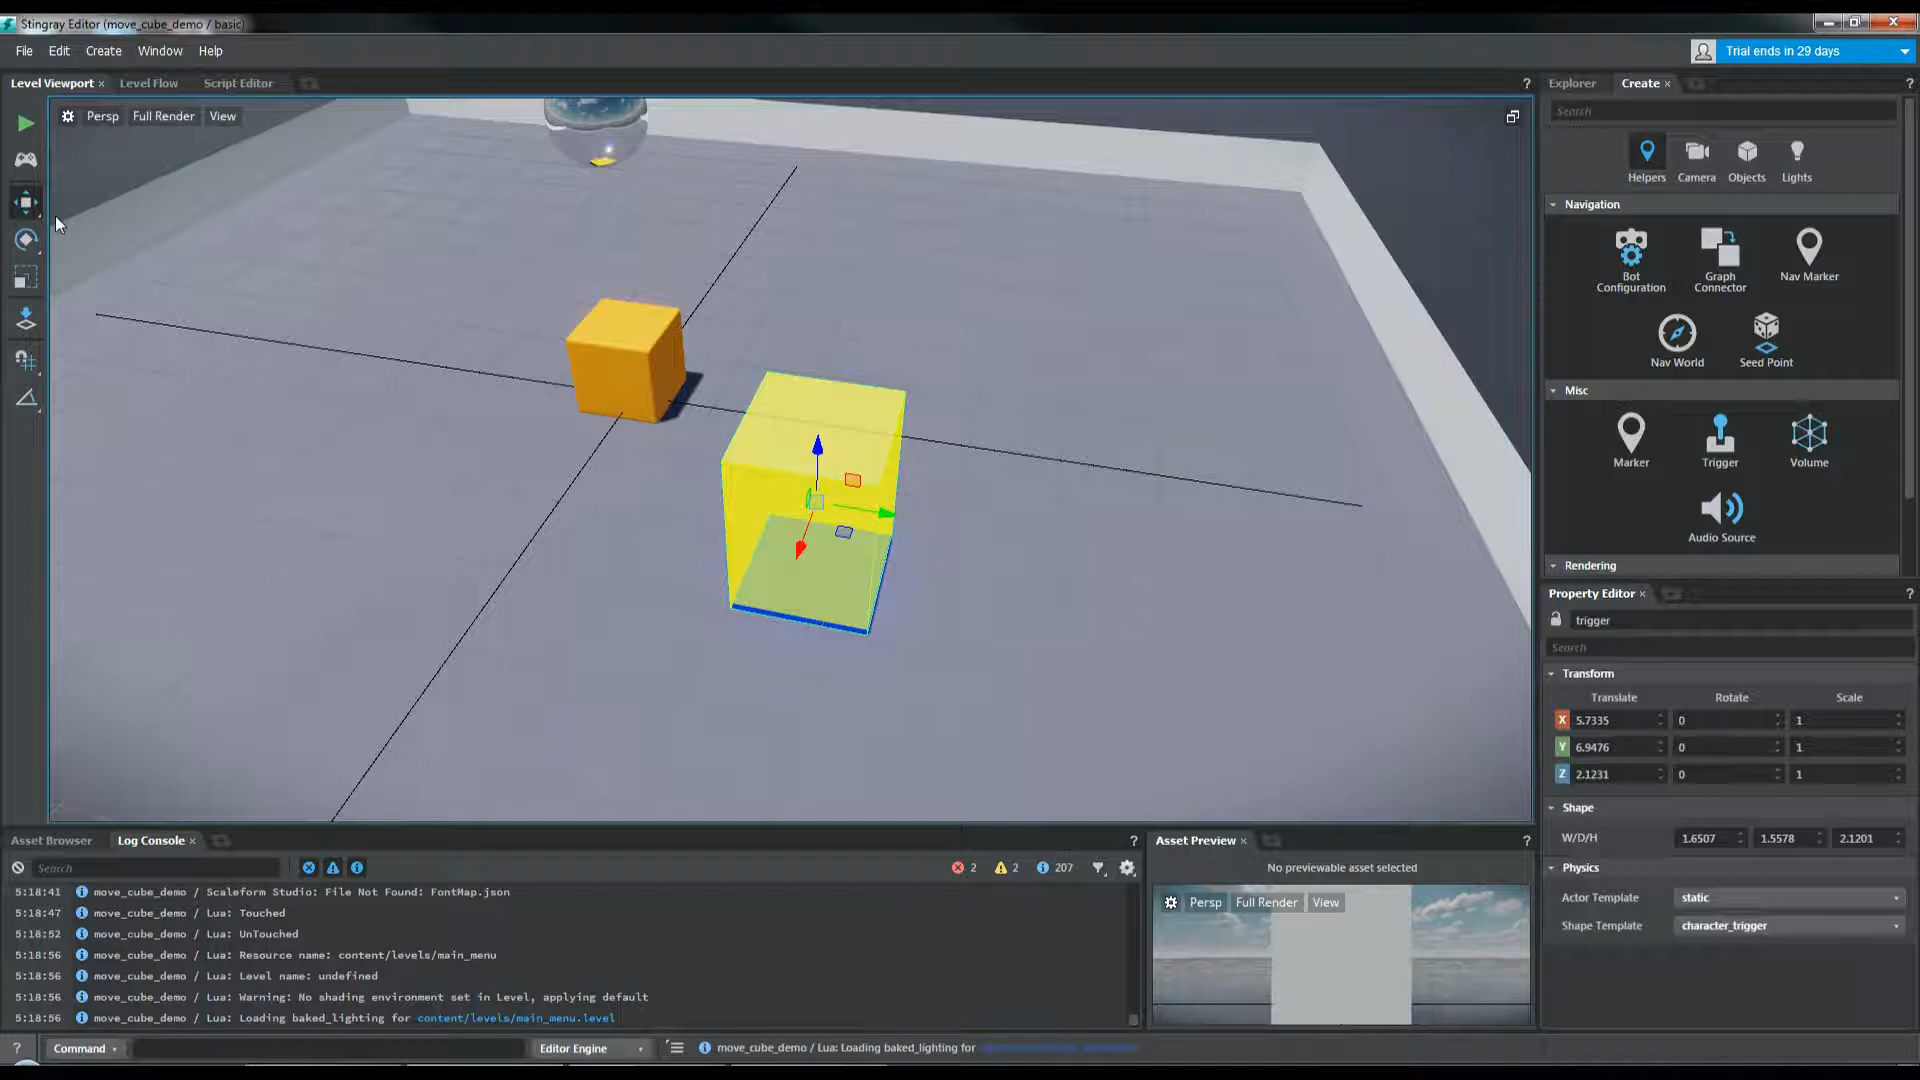 Stingray Editor (move_cube_demo / basic)
File Edit Create Window Help
Trial ends in 29 days
Level Viewport × Level Flow Script Editor ?
Explorer Create × ?
Persp Full Render View
Search
Helpers Camera Objects Lights
Navigation
Bot Configuration
Graph Connector
Nav Marker
Nav World Seed Point
Misc
Marker Trigger Volume
Audio Source
Rendering
Property Editor × ?
trigger
Search
Transform
Translate Rotate Scale
X 5.7335 0 1
Y 6.9476 0 1
Z 2.1231 0 1
Shape
W/D/H 1.6507 1.5578 2.1201
Physics
Actor Template static
Shape Template character_trigger
Asset Browser Log Console × ?
Search 2 2 207
5:18:41 move_cube_demo / Scaleform Studio: File Not Found: FontMap.json
5:18:47 move_cube_demo / Lua: Touched
5:18:52 move_cube_demo / Lua: UnTouched
5:18:56 move_cube_demo / Lua: Resource name: content/levels/main_menu
5:18:56 move_cube_demo / Lua: Level name: undefined
5:18:56 move_cube_demo / Lua: Warning: No shading environment set in Level, applying default
5:18:56 move_cube_demo / Lua: Loading baked_lighting for content/levels/main_menu.level
Asset Preview × ?
No previewable asset selected
Persp Full Render View
? Command Editor Engine move_cube_demo / Lua: Loading baked_lighting for